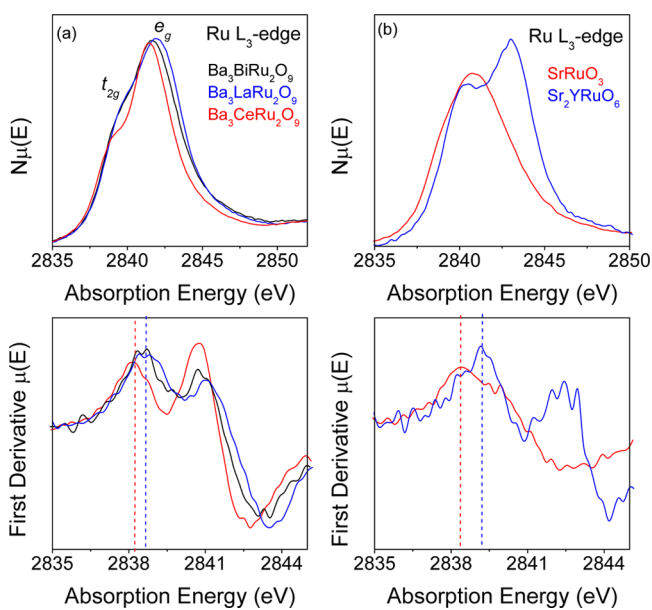 (a)
e_g
Ru L₃-edge
t_2g
Ba₃BiRu₂O₉
Ba₃LaRu₂O₉
Ba₃CeRu₂O₉
Nμ(E)
2835 2840 2845 2850
Absorption Energy (eV)
(b)
Ru L₃-edge
SrRuO₃
Sr₂YRuO₆
Nμ(E)
2835 2840 2845 2850
Absorption Energy (eV)
First Derivative μ(E)
2835 2838 2841 2844
Absorption Energy (eV)
First Derivative μ(E)
2835 2838 2841 2844
Absorption Energy (eV)